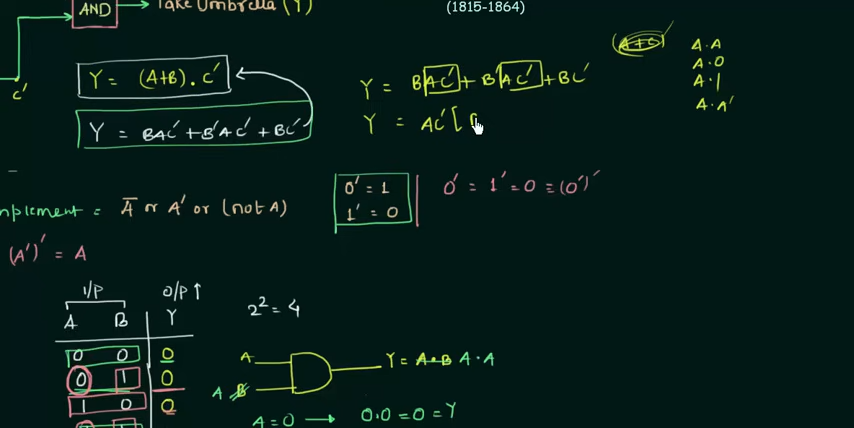 AND → Take Umbrella (Y)
(1815-1864)
C'
Y = (A+B) . C'
Y = BAC' + B'AC' + BC'
Y = BAC' + B'AC' + BC'
Y = AC' [
A+C
A.A
A.0
A.1
A.A'
mplement = A̅ or A' or (not A)
(A')' = A
0' = 1
1' = 0
0' = 1' = 0 = (0')'
I/P O/P ↑
A B Y
0 0 0
0 1 0
1 0 0
2² = 4
A
A B
Y = A.B A.A
A=0 → 0.0 = 0 = Y